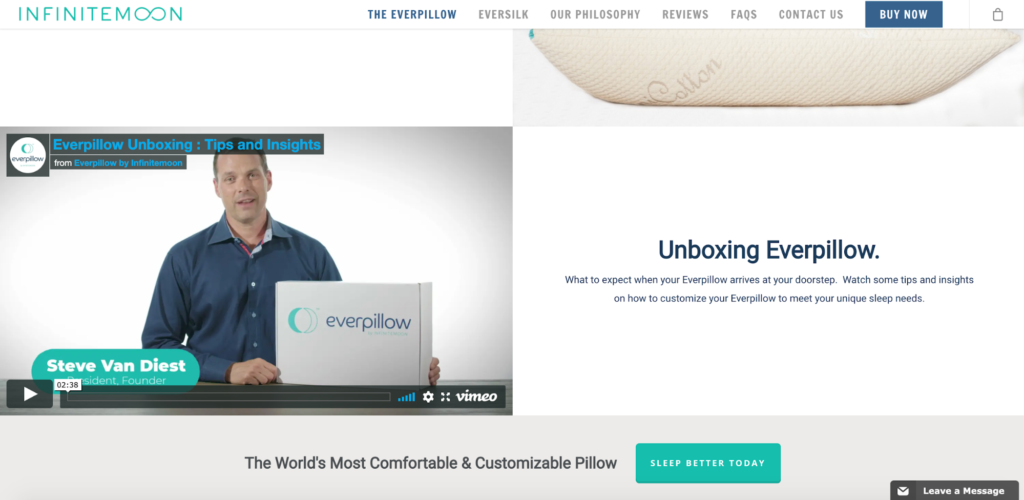 INFINITEMOON
THE EVERPILLOW
EVERSILK
OUR PHILOSOPHY
REVIEWS
FAQS
CONTACT US
BUY NOW
Cotton
everpillow
Everpillow Unboxing : Tips and Insights
from Everpillow by Infinitemoon
everpillow
Steve Van Diest
President, Founder
02:38
vimeo
Unboxing Everpillow.
What to expect when your Everpillow arrives at your doorstep. Watch some tips and insights
on how to customize your Everpillow to meet your unique sleep needs.
The World's Most Comfortable & Customizable Pillow
SLEEP BETTER TODAY
Leave a Message